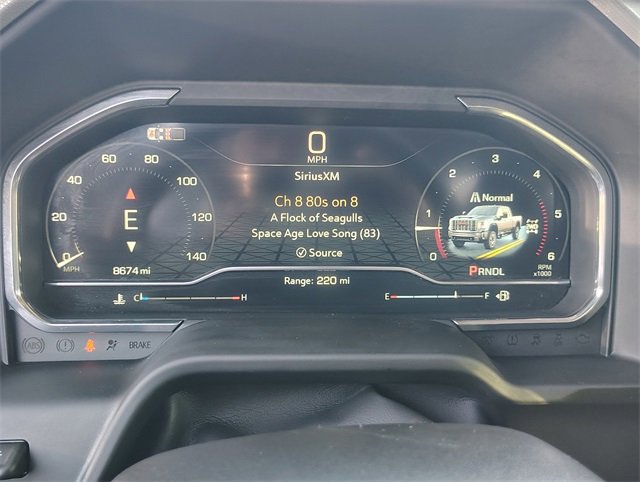 0
MPH
SiriusXM
Ch 8 80s on 8
A Flock of Seagulls
Space Age Love Song (83)
Source
Range: 220 mi
0 20 40 60 80 100 120 140
E
MPH
8674 mi
C H
0 1 2 3 4 5 6
Normal
PRNDL
RPM
x1000
E F
ABS
BRAKE